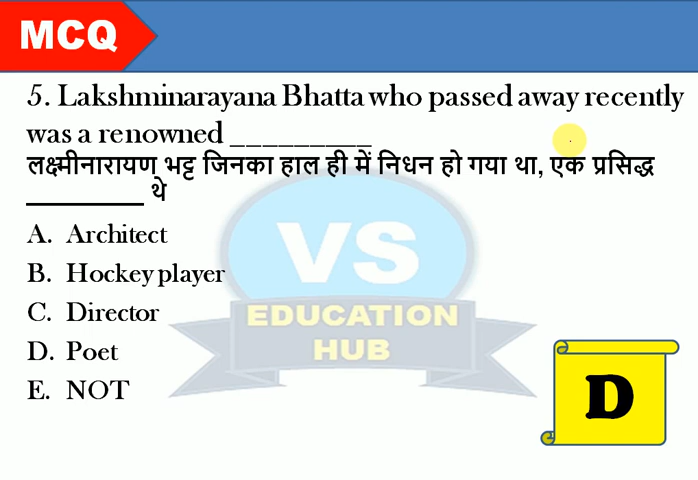 MCQ
5. Lakshminarayana Bhatta who passed away recently
was a renowned __________
लक्ष्मीनारायण भट्ट जिनका हाल ही में निधन हो गया था, एक प्रसिद्ध
__________ थे
A. Architect
B. Hockey player
C. Director
D. Poet
E. NOT
VS
EDUCATION
HUB
D